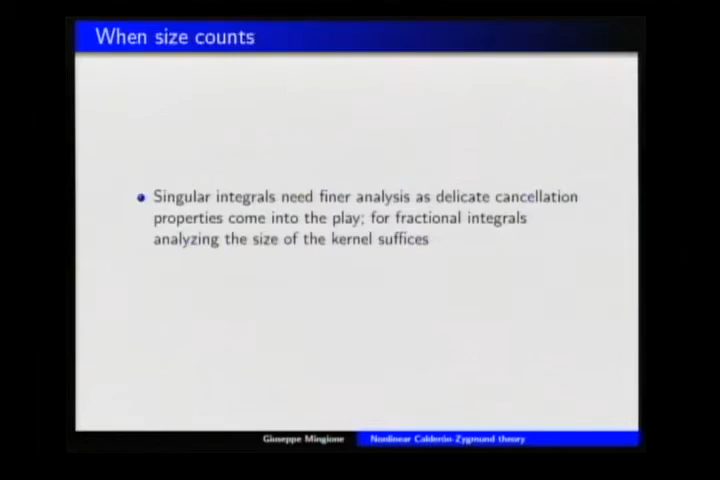 When size counts
Singular integrals need finer analysis as delicate cancellation
properties come into the play; for fractional integrals
analyzing the size of the kernel suffices
Giuseppe Mingione
Nonlinear Calderón-Zygmund theory